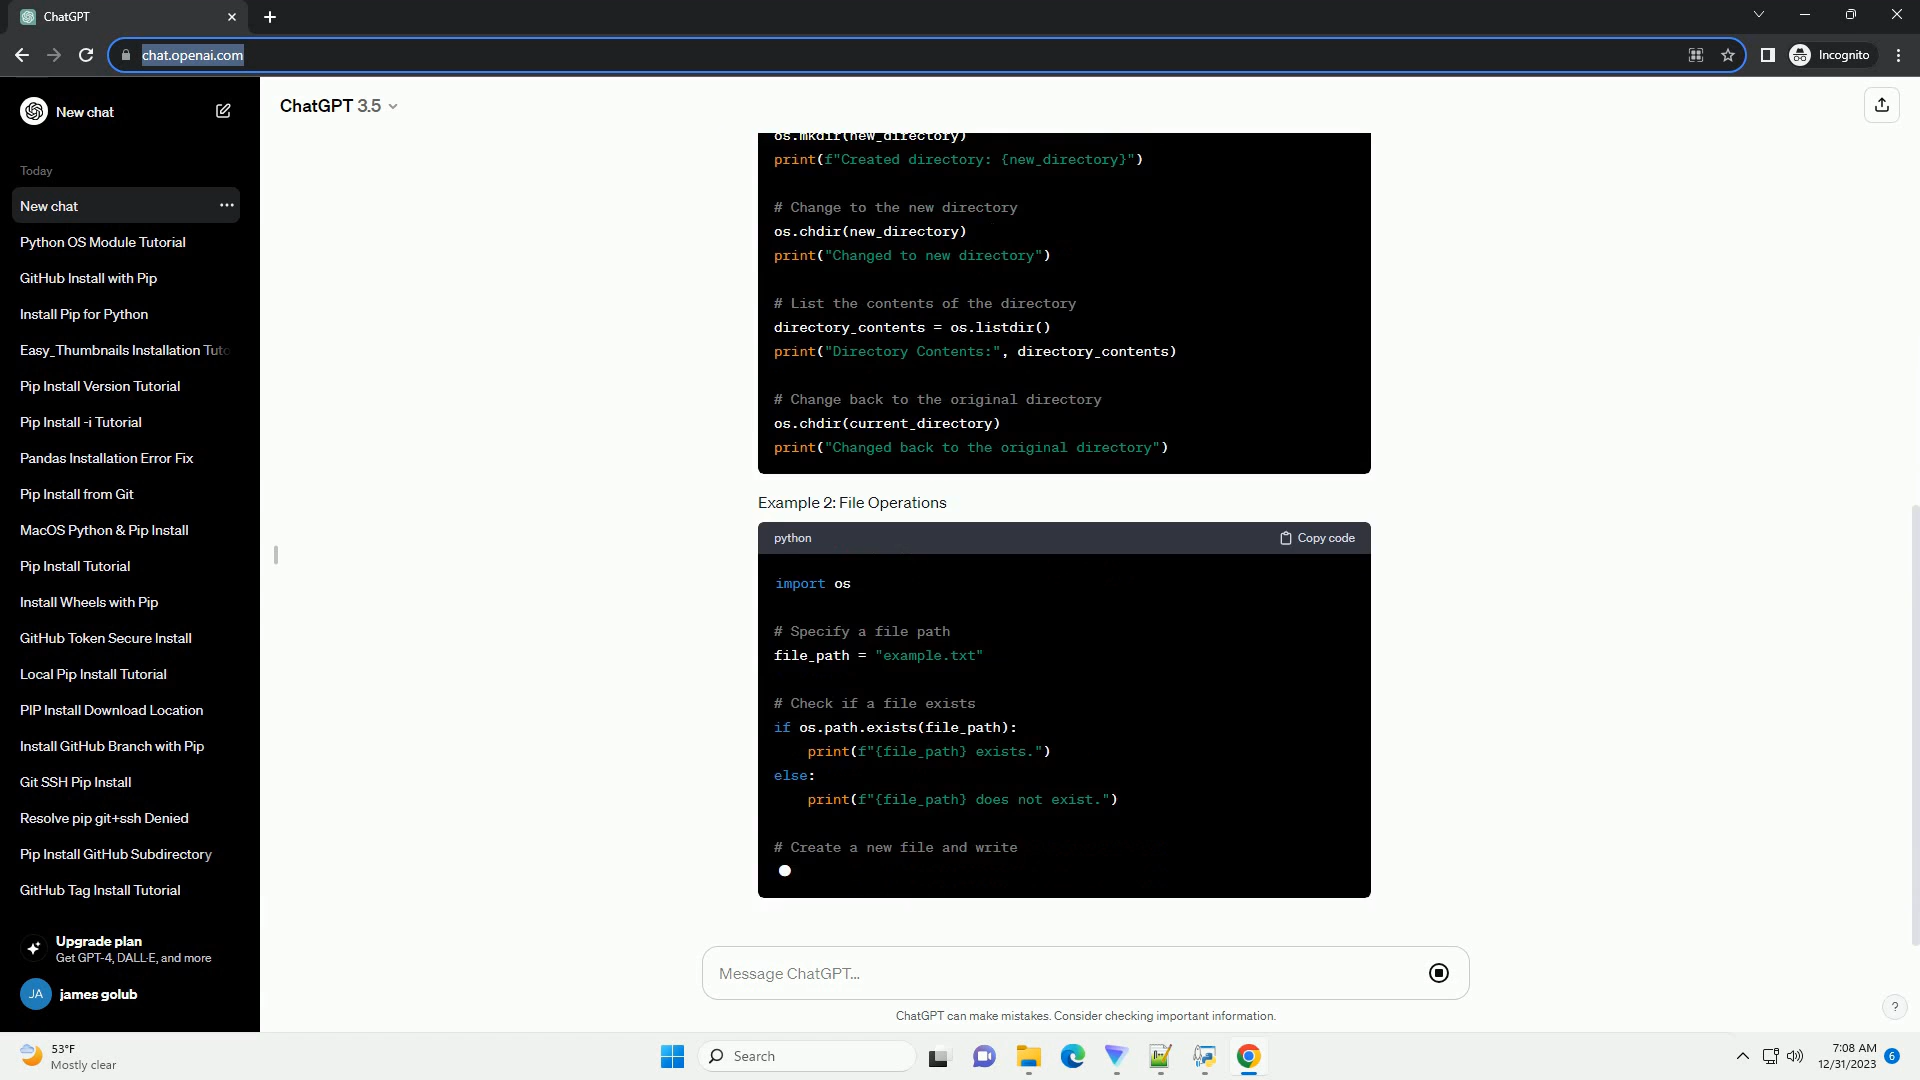 ChatGPT
chat.openai.com
Incognito
New chat
ChatGPT 3.5
Today
New chat
Python OS Module Tutorial
GitHub Install with Pip
Install Pip for Python
Easy_Thumbnails Installation Tuto
Pip Install Version Tutorial
Pip Install -i Tutorial
Pandas Installation Error Fix
Pip Install from Git
MacOS Python & Pip Install
Pip Install Tutorial
Install Wheels with Pip
GitHub Token Secure Install
Local Pip Install Tutorial
PIP Install Download Location
Install GitHub Branch with Pip
Git SSH Pip Install
Resolve pip git+ssh Denied
Pip Install GitHub Subdirectory
GitHub Tag Install Tutorial
Upgrade plan
Get GPT-4, DALL·E, and more
JA
james golub
os.mkdir(new_directory)
print(f"Created directory: {new_directory}")
# Change to the new directory
os.chdir(new_directory)
print("Changed to new directory")
# List the contents of the directory
directory_contents = os.listdir()
print("Directory Contents:", directory_contents)
# Change back to the original directory
os.chdir(current_directory)
print("Changed back to the original directory")
Example 2: File Operations
python
Copy code
import os
# Specify a file path
file_path = "example.txt"
# Check if a file exists
if os.path.exists(file_path):
print(f"{file_path} exists.")
else:
print(f"{file_path} does not exist.")
# Create a new file and write
Message ChatGPT...
ChatGPT can make mistakes. Consider checking important information.
?
53°F
Mostly clear
Search
7:08 AM
12/31/2023
6